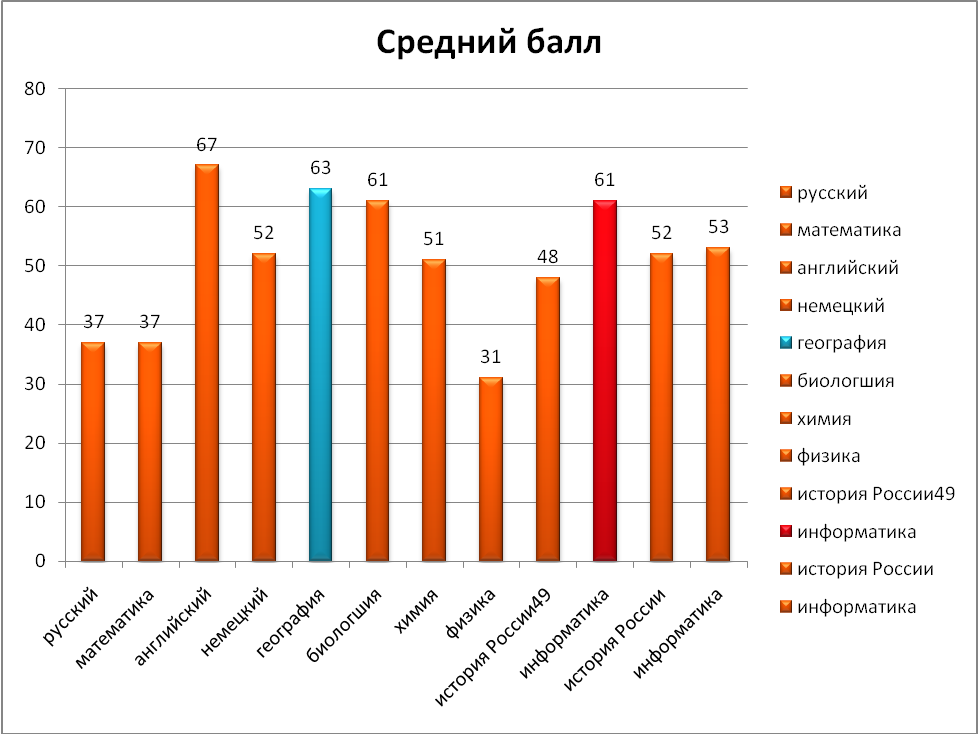 Средний балл
80
70
60
50
40
30
20
10
0
37
37
67
52
63
61
51
31
48
61
52
53
русский
математика
английский
немецкий
география
биологшия
химия
физика
история России49
информатика
история России
информатика
русский
математика
английский
немецкий
география
биологшия
химия
физика
история России49
информатика
история России
информатика